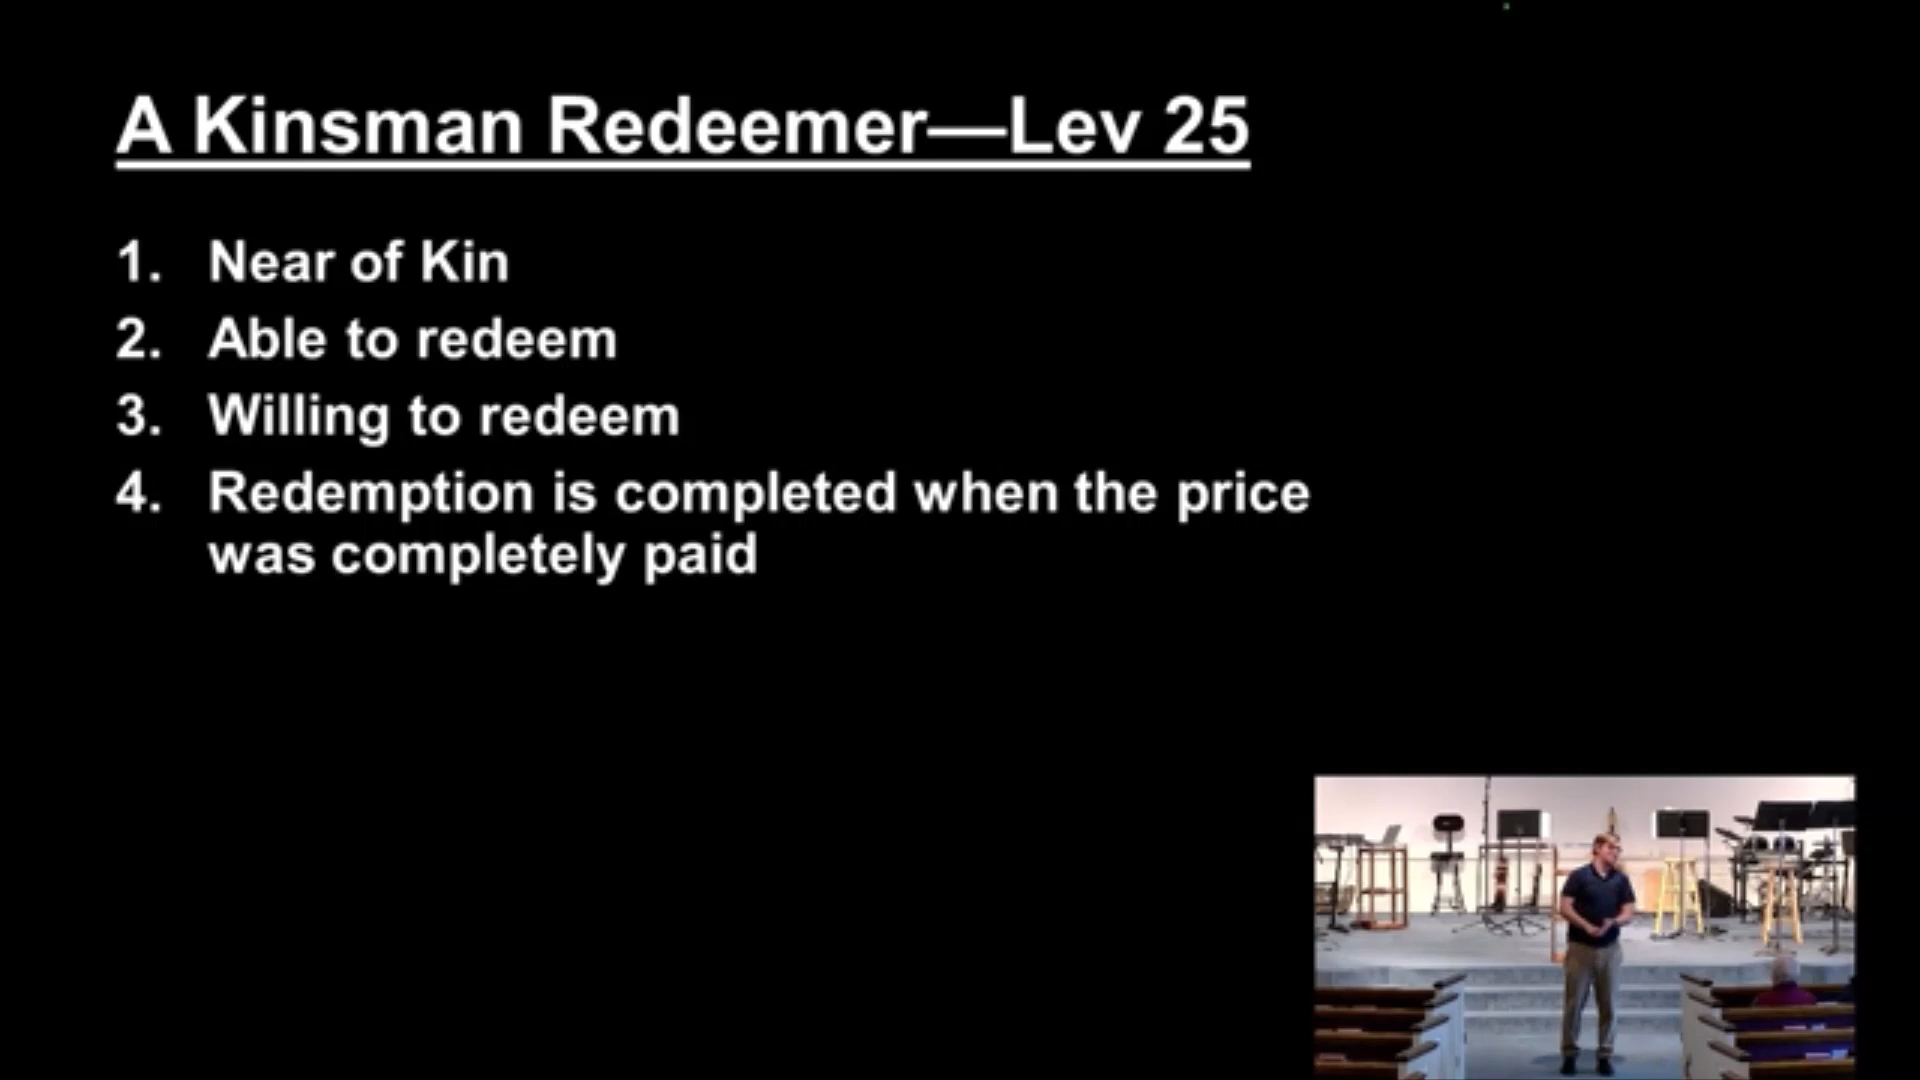 A Kinsman Redeemer—Lev 25
1. Near of Kin
2. Able to redeem
3. Willing to redeem
4. Redemption is completed when the price
was completely paid